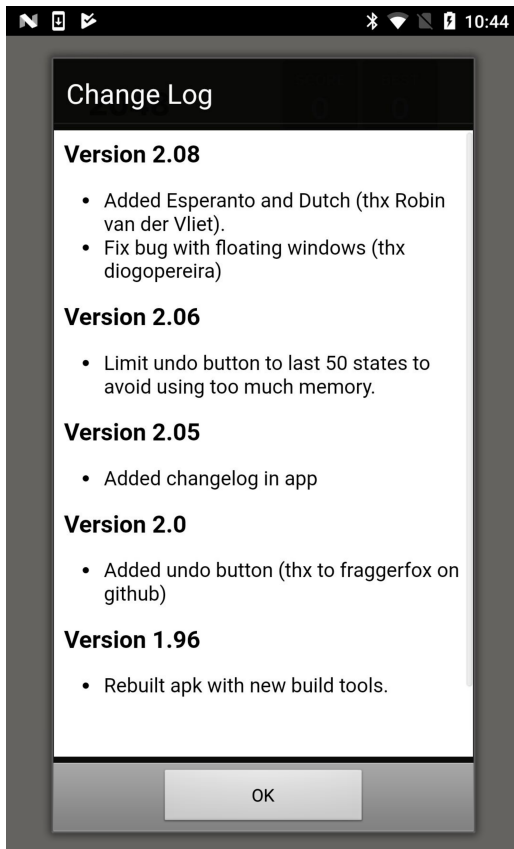 10:44
Change Log
Version 2.08
• Added Esperanto and Dutch (thx Robin
van der Vliet).
• Fix bug with floating windows (thx
diogopereira)
Version 2.06
• Limit undo button to last 50 states to
avoid using too much memory.
Version 2.05
• Added changelog in app
Version 2.0
• Added undo button (thx to fraggerfox on
github)
Version 1.96
• Rebuilt apk with new build tools.
OK